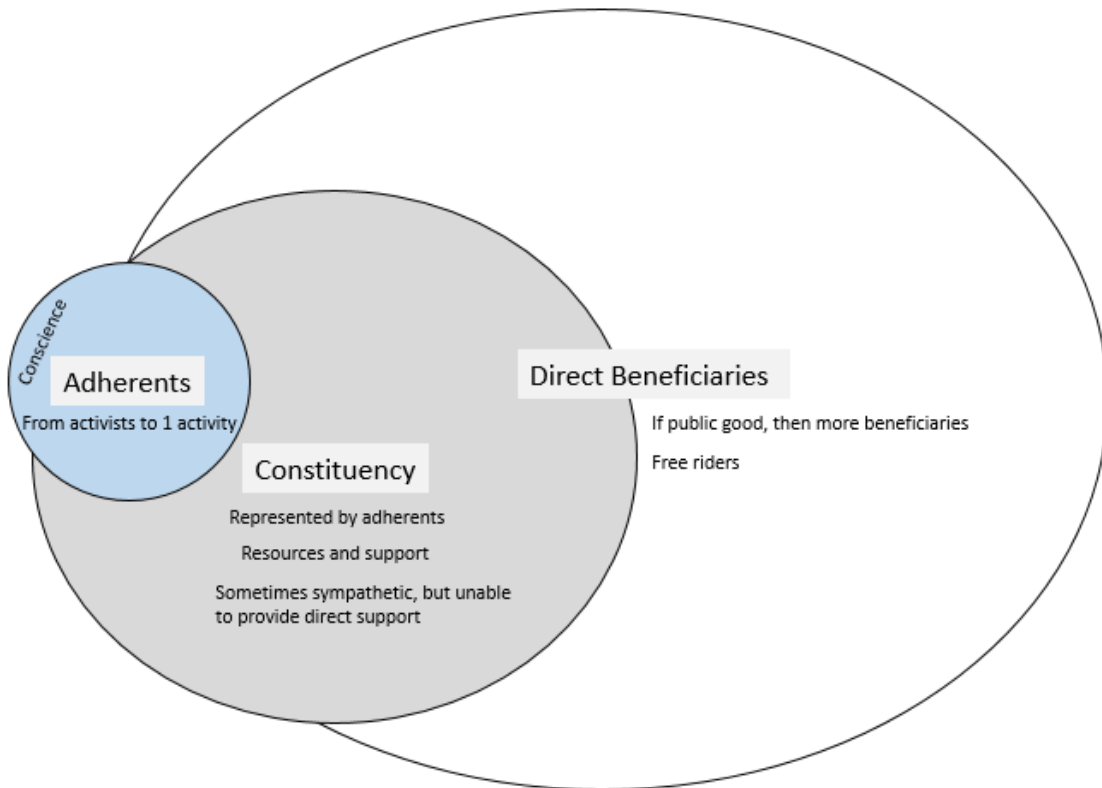 Conscience
Adherents
From activists to 1 activity
Constituency
Represented by adherents
Resources and support
Sometimes sympathetic, but unable
to provide direct support
Direct Beneficiaries
If public good, then more beneficiaries
Free riders